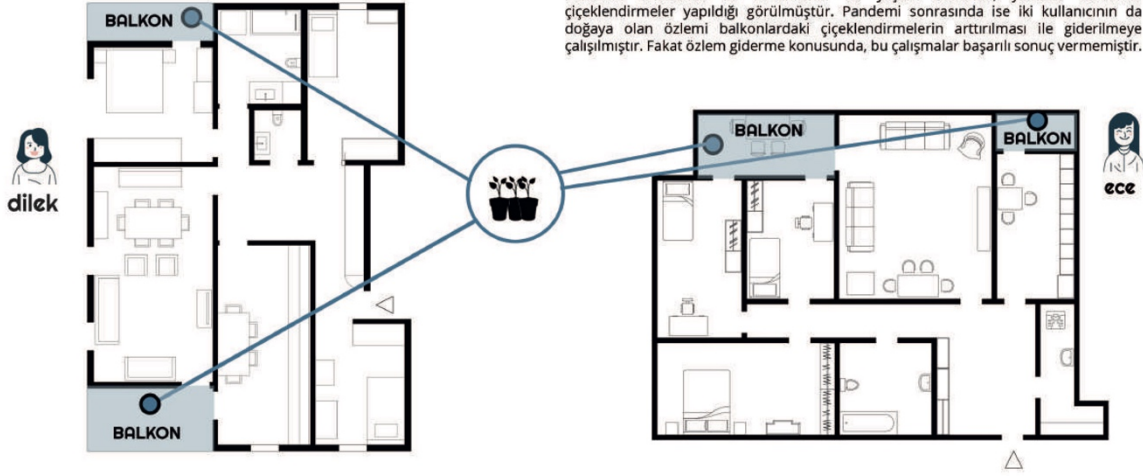 çiçeklendirmeler yapıldığı görülmüştür. Pandemi sonrasında ise iki kullanıcının da
doğaya olan özlemi balkonlardaki çiçeklendirmelerin arttırılması ile giderilmeye
çalışılmıştır. Fakat özlem giderme konusunda, bu çalışmalar başarılı sonuç vermemiştir.
BALKON
BALKON
BALKON
dilek
ece
BALKON